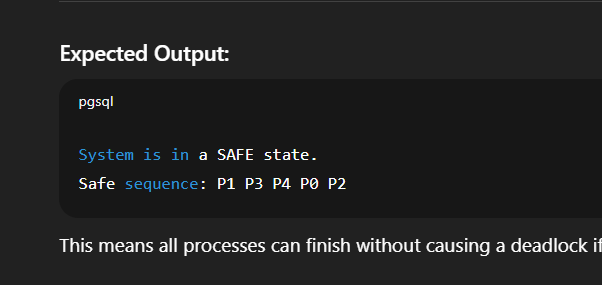 Expected Output:
pgsql
System is in a SAFE state.
Safe sequence: P1 P3 P4 P0 P2
This means all processes can finish without causing a deadlock if